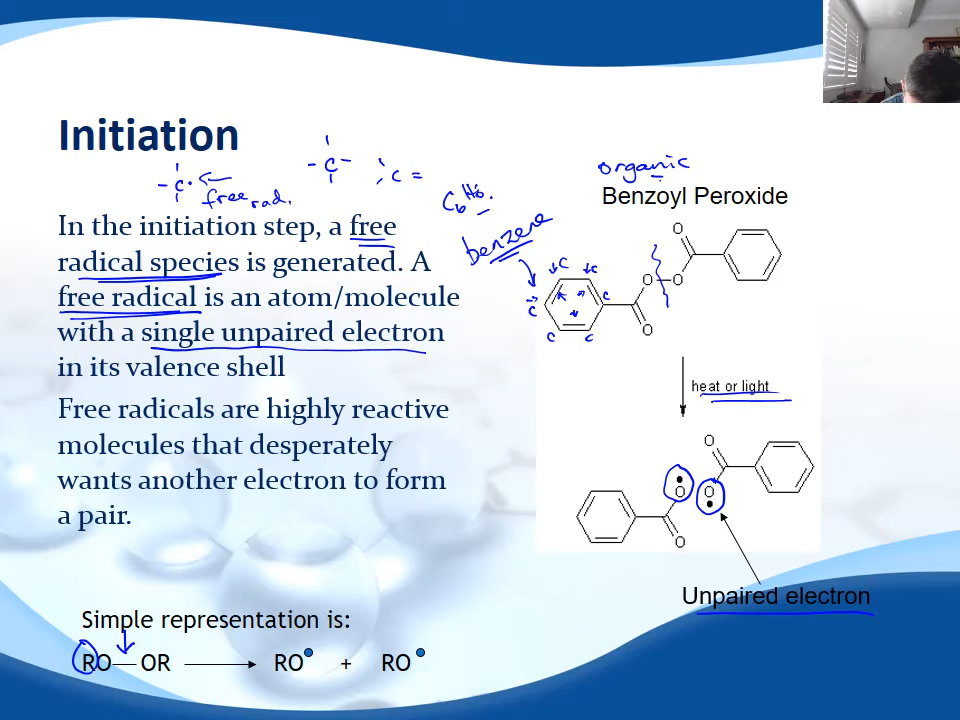 Initiation
- C -
C =
organic
Benzoyl Peroxide
- C •
free rad.
C6H6.
benzene
In the initiation step, a free
radical species is generated. A
free radical is an atom/molecule
with a single unpaired electron
in its valence shell
Free radicals are highly reactive
molecules that desperately
wants another electron to form
a pair.
O
O
O—O
O
C
C
C
C
C
C
heat or light
O
O
O
O
Unpaired electron
Simple representation is:
RO — OR → RO• + RO•